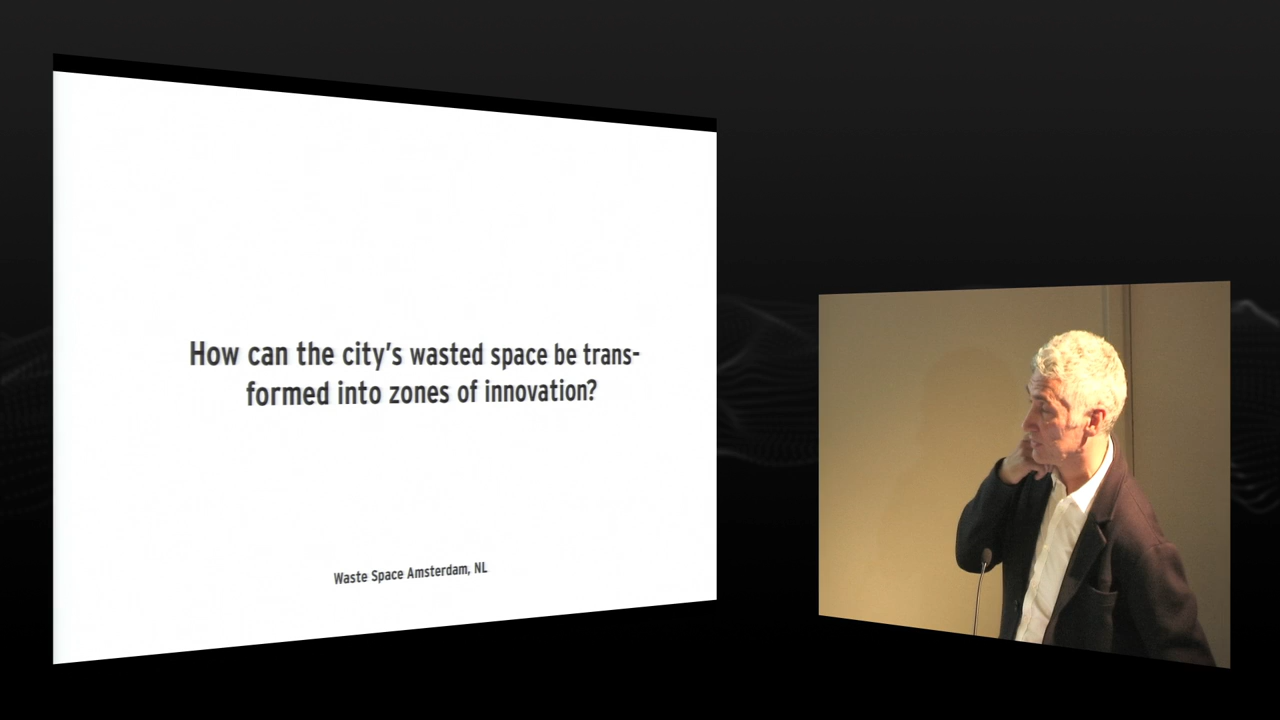 How can the city's wasted space be trans-
formed into zones of innovation?
Waste Space Amsterdam, NL